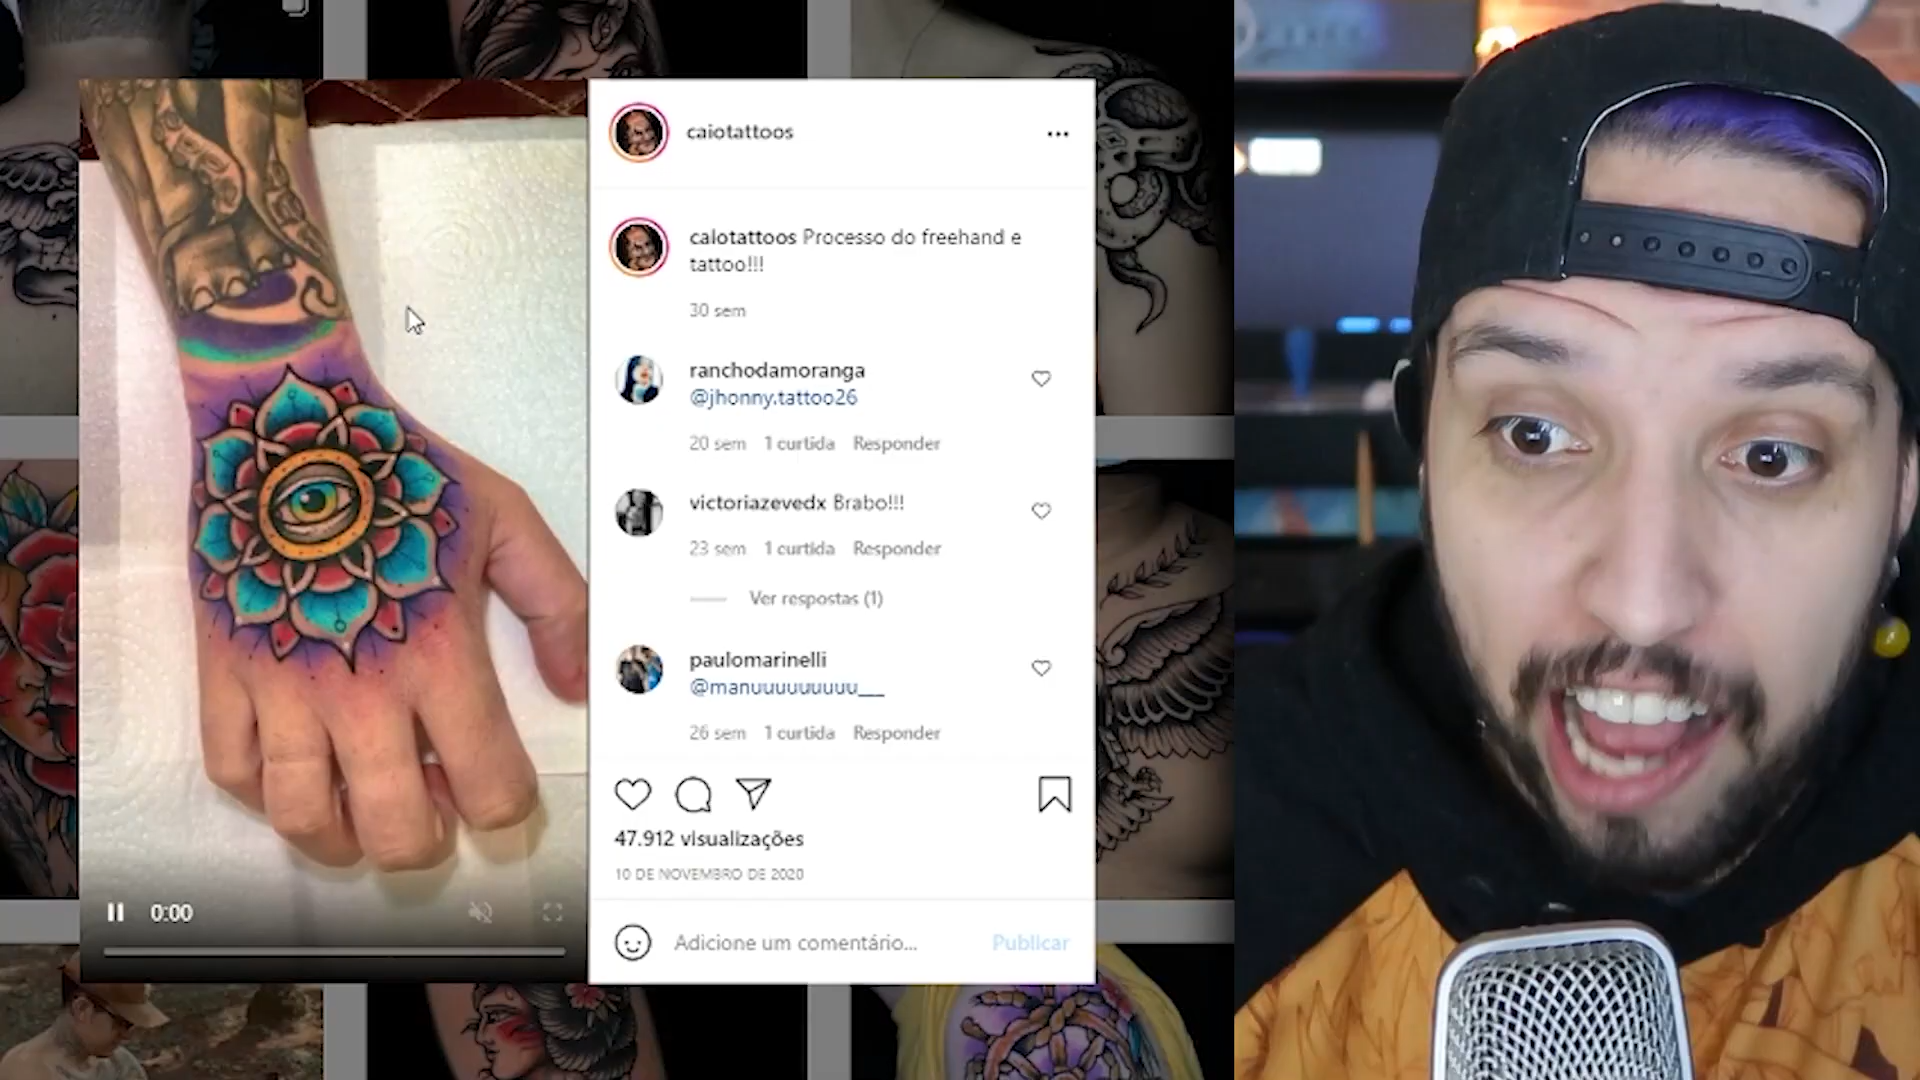 caiotattoos
caiotattoos Processo do freehand e
tattoo!!!
30 sem
ranchodamoranga
@jhonny.tattoo26
20 sem 1 curtida Responder
victoriazevedx Brabo!!!
23 sem 1 curtida Responder
Ver respostas (1)
paulomarinelli
@manuuuuuuuuu___
26 sem 1 curtida Responder
47.912 visualizações
10 DE NOVEMBRO DE 2020
0:00
Adicione um comentário... Publicar